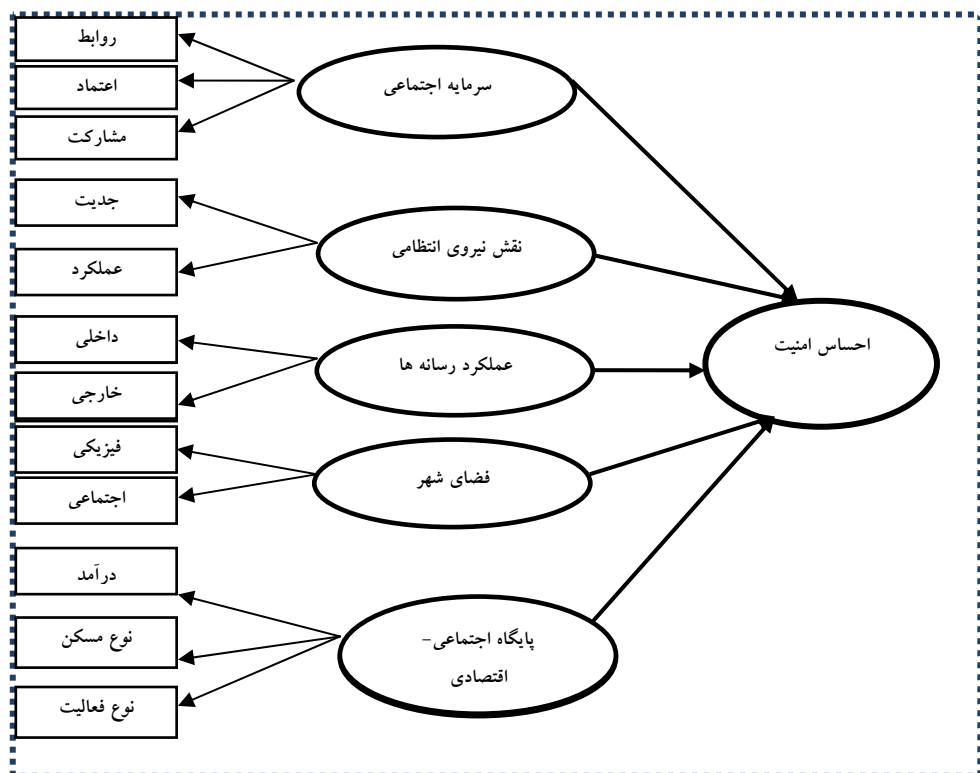 روابط
اعتماد
مشارکت
سرمایه اجتماعی
جدیت
عملکرد
نقش نیروی انتظامی
داخلی
خارجی
عملکرد رسانه ها
فیزیکی
اجتماعی
فضای شهر
درآمد
نوع مسکن
نوع فعالیت
پایگاه اجتماعی-
اقتصادی
احساس امنیت